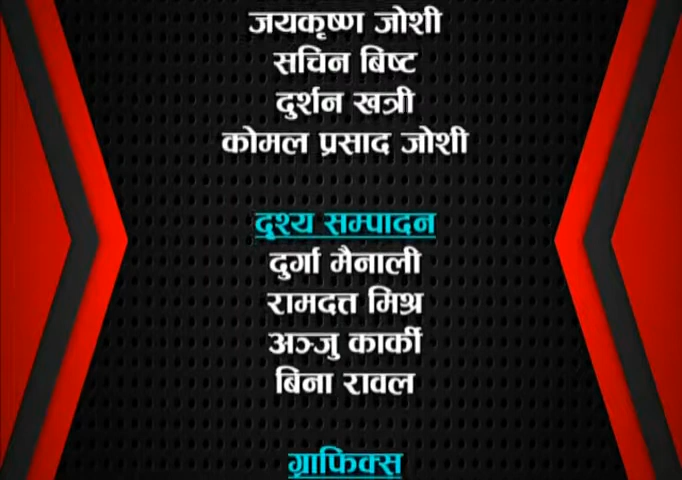 जयकृष्ण जोशी
सचिन बिष्ट
दुर्शन खत्री
कोमल प्रसाद जोशी
दृश्य सम्पादन
दुर्गा मैनाली
रामदत्त मिश्र
अञ्जु कार्की
बिना रावल
ग्राफिक्स